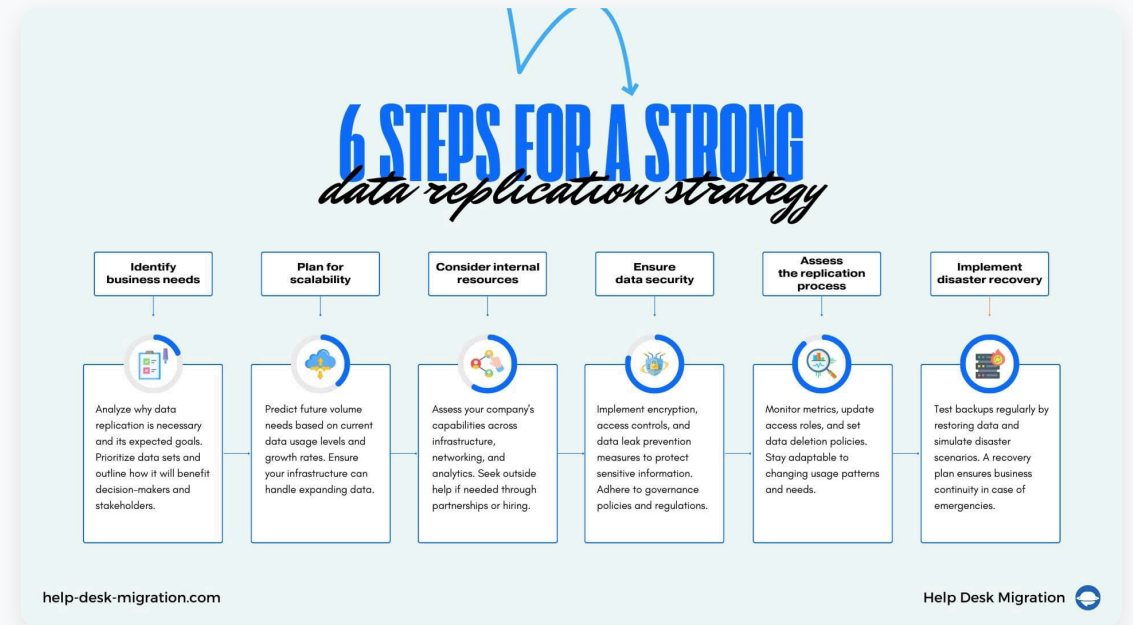 6 STEPS FOR A STRONG
data replication strategy
Identify
business needs
Analyze why data
replication is necessary
and its expected goals.
Prioritize data sets and
outline how it will benefit
decision-makers and
stakeholders.
Plan for
scalability
Predict future volume
needs based on current
data usage levels and
growth rates. Ensure
your infrastructure can
handle expanding data.
Consider internal
resources
Assess your company's
capabilities across
infrastructure,
networking, and
analytics. Seek outside
help if needed through
partnerships or hiring.
Ensure
data security
Implement encryption,
access controls, and
data leak prevention
measures to protect
sensitive information.
Adhere to governance
policies and regulations.
Assess
the replication
process
Monitor metrics, update
access roles, and set
data deletion policies.
Stay adaptable to
changing usage patterns
and needs.
Implement
disaster recovery
Test backups regularly by
restoring data and
simulate disaster
scenarios. A recovery
plan ensures business
continuity in case of
emergencies.
help-desk-migration.com
Help Desk Migration